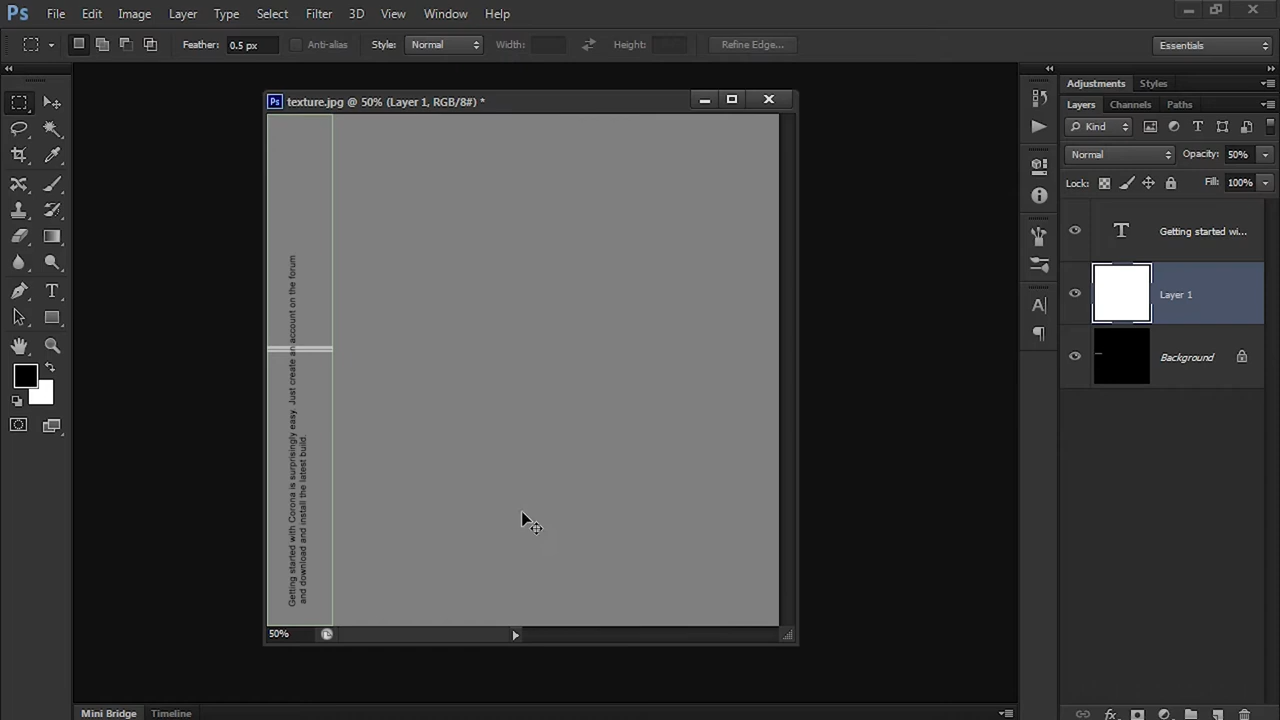 Ps File Edit Image Layer Type Select Filter 3D View Window Help
Feather: 0.5 px Anti-alias Style: Normal Width: Height: Refine Edge... Essentials
Ps texture.jpg @ 50% (Layer 1, RGB/8#) *
Getting started with Corona is surprisingly easy. Just create an account on the forum
and download and install the latest build.
50%
Adjustments Styles
Layers Channels Paths
Kind
Normal Opacity: 50%
Lock: Fill: 100%
T Getting started wi...
Layer 1
Background
Mini Bridge Timeline